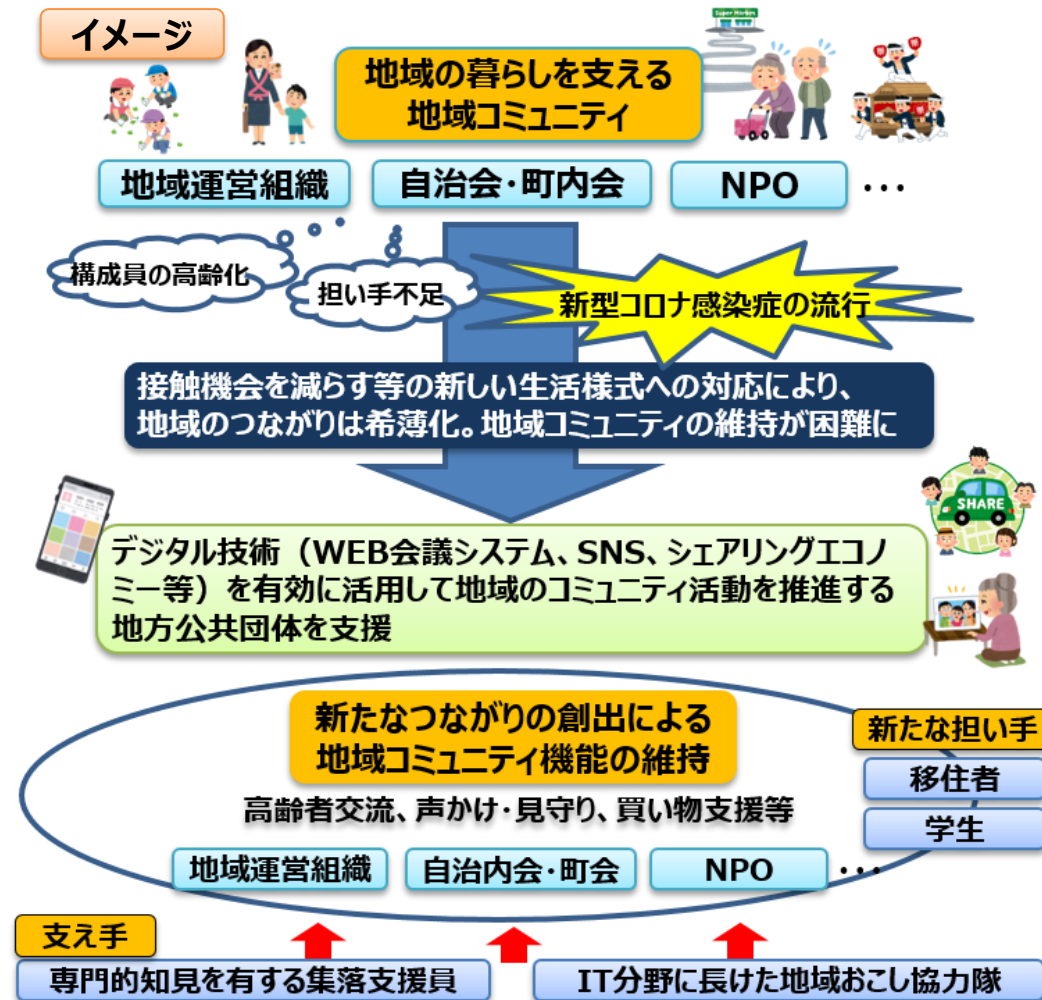 イメージ
Super Market
地域の暮らしを支える
地域コミュニティ
地域運営組織
自治会・町内会
NPO
・・・
構成員の高齢化
担い手不足
新型コロナ感染症の流行
接触機会を減らす等の新しい生活様式への対応により、
地域のつながりは希薄化。地域コミュニティの維持が困難に
SHARE
デジタル技術（WEB会議システム、SNS、シェアリングエコノ
ミー等）を有効に活用して地域のコミュニティ活動を推進する
地方公共団体を支援
新たなつながりの創出による
地域コミュニティ機能の維持
新たな担い手
移住者
学生
高齢者交流、声かけ・見守り、買い物支援等
地域運営組織
自治内会・町会
NPO
・・・
支え手
専門的知見を有する集落支援員
IT分野に長けた地域おこし協力隊